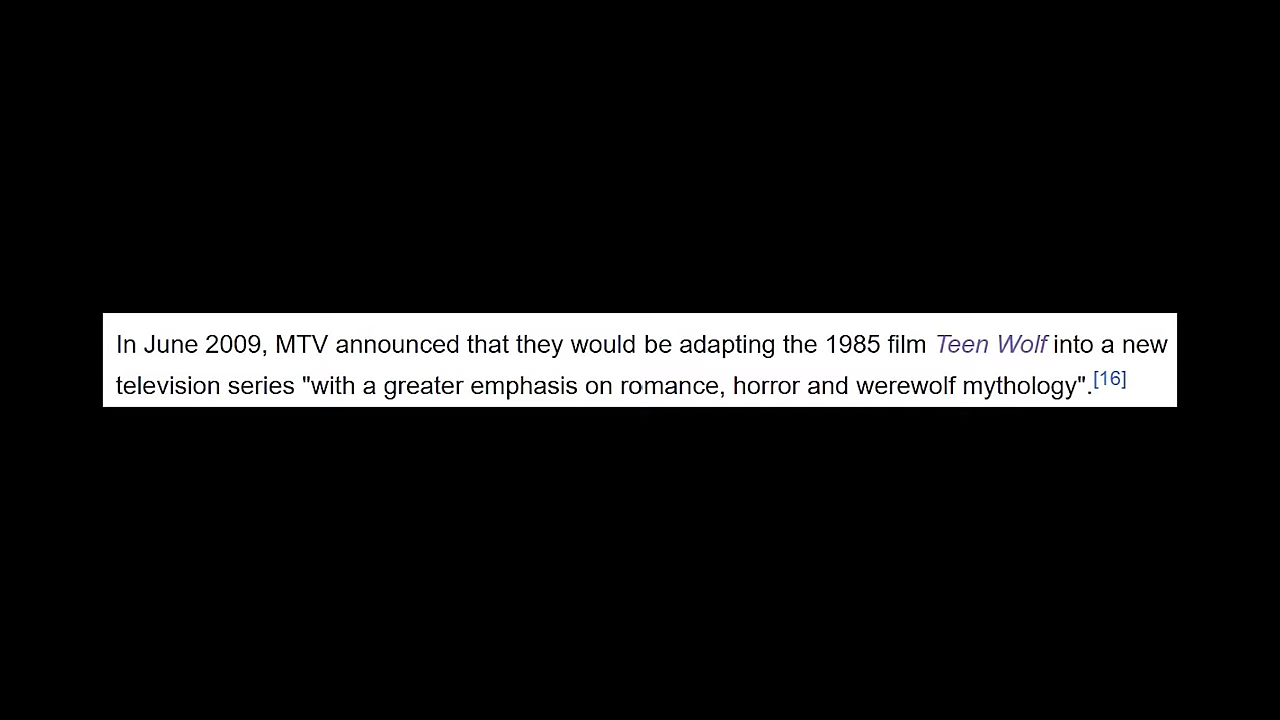 In June 2009, MTV announced that they would be adapting the 1985 film Teen Wolf into a new
television series "with a greater emphasis on romance, horror and werewolf mythology".[16]